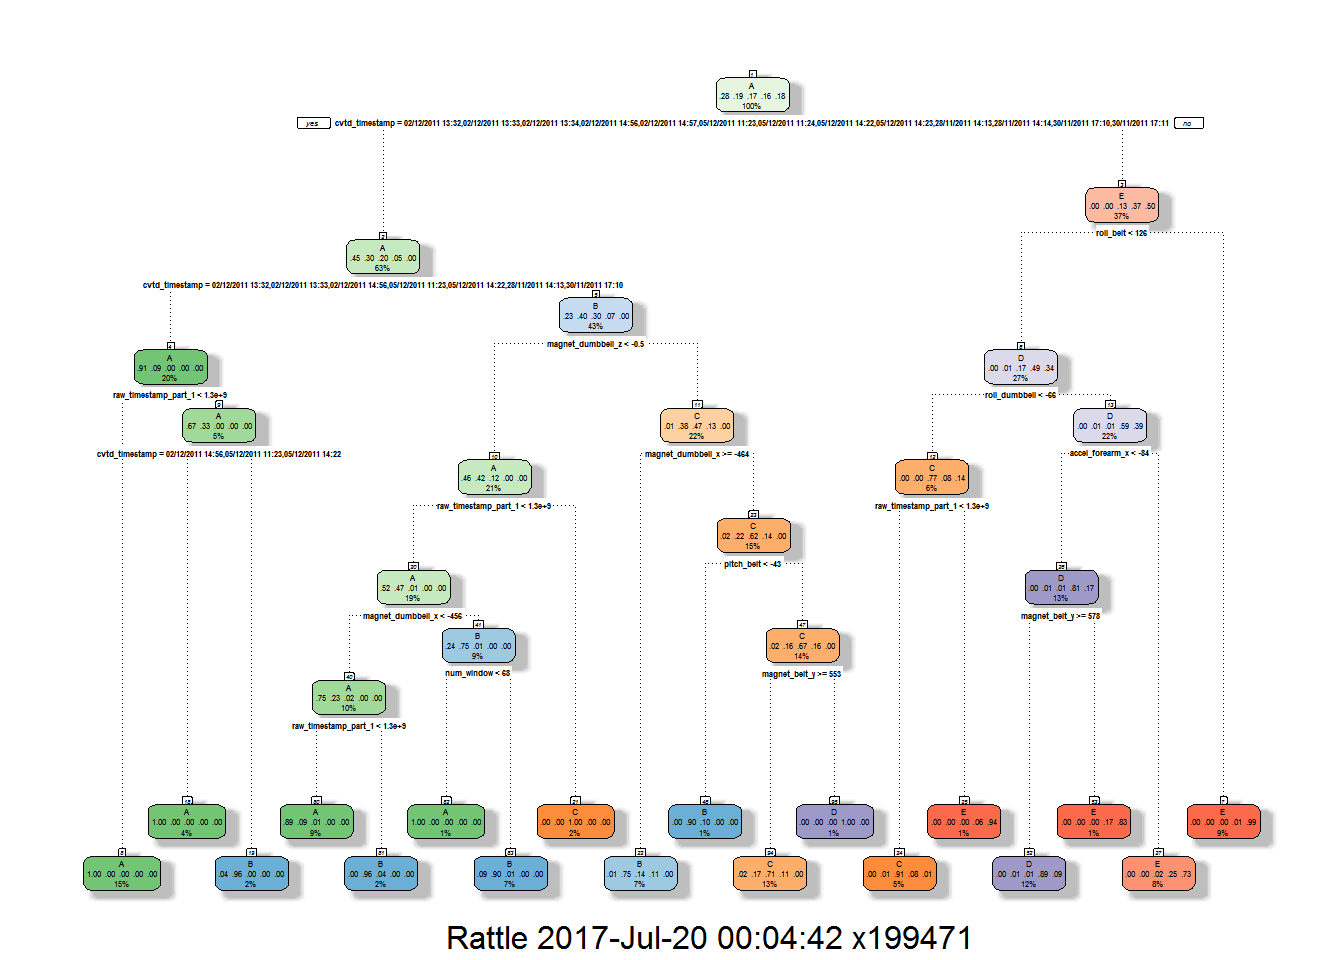 1
A
.28 .19 .17 .16 .18
100%
yes cvtd_timestamp = 02/12/2011 13:32,02/12/2011 13:33,02/12/2011 13:34,02/12/2011 14:56,02/12/2011 14:57,05/12/2011 11:23,05/12/2011 11:24,05/12/2011 14:22,05/12/2011 14:23,28/11/2011 14:13,28/11/2011 14:14,30/11/2011 17:10,30/11/2011 17:11 no
3
E
.00 .00 .13 .37 .50
37%
roll_belt < 126
2
A
.45 .30 .20 .05 .00
63%
cvtd_timestamp = 02/12/2011 13:32,02/12/2011 13:33,02/12/2011 14:56,05/12/2011 11:23,05/12/2011 14:22,28/11/2011 14:13,30/11/2011 17:10
5
B
.23 .40 .30 .07 .00
43%
magnet_dumbbell_z < -0.5
4
A
.91 .09 .00 .00 .00
20%
raw_timestamp_part_1 < 1.3e+9
6
D
.00 .01 .17 .49 .34
27%
roll_dumbbell < -66
9
A
.67 .33 .00 .00 .00
5%
cvtd_timestamp = 02/12/2011 14:56,05/12/2011 11:23,05/12/2011 14:22
11
C
.01 .38 .47 .13 .00
22%
magnet_dumbbell_x >= -464
13
D
.00 .01 .01 .59 .39
22%
accel_forearm_x < -84
10
A
.46 .42 .12 .00 .00
21%
raw_timestamp_part_1 < 1.3e+9
12
C
.00 .00 .77 .08 .14
6%
raw_timestamp_part_1 < 1.3e+9
23
C
.02 .22 .62 .14 .00
15%
pitch_belt < -43
20
A
.52 .47 .01 .00 .00
19%
magnet_dumbbell_x < -456
26
D
.00 .01 .01 .81 .17
13%
magnet_belt_y >= 578
41
B
.24 .75 .01 .00 .00
9%
num_window < 68
47
C
.02 .16 .67 .16 .00
14%
magnet_belt_y >= 553
40
A
.75 .23 .02 .00 .00
10%
raw_timestamp_part_1 < 1.3e+9
18
A
1.00 .00 .00 .00 .00
4%
80
A
.89 .09 .01 .00 .00
9%
82
A
1.00 .00 .00 .00 .00
1%
21
C
.00 .00 1.00 .00 .00
2%
46
B
.00 .90 .10 .00 .00
1%
95
D
.00 .00 .00 1.00 .00
1%
25
E
.00 .00 .00 .06 .94
1%
53
E
.00 .00 .00 .17 .83
1%
7
E
.00 .00 .00 .01 .99
9%
8
A
1.00 .00 .00 .00 .00
15%
19
B
.04 .96 .00 .00 .00
2%
81
B
.00 .96 .04 .00 .00
2%
83
B
.09 .90 .01 .00 .00
7%
22
B
.01 .75 .14 .11 .00
7%
94
C
.02 .17 .71 .11 .00
13%
24
C
.00 .01 .91 .08 .01
5%
52
D
.00 .01 .01 .89 .09
12%
27
E
.00 .00 .02 .25 .73
8%
Rattle 2017-Jul-20 00:04:42 x199471